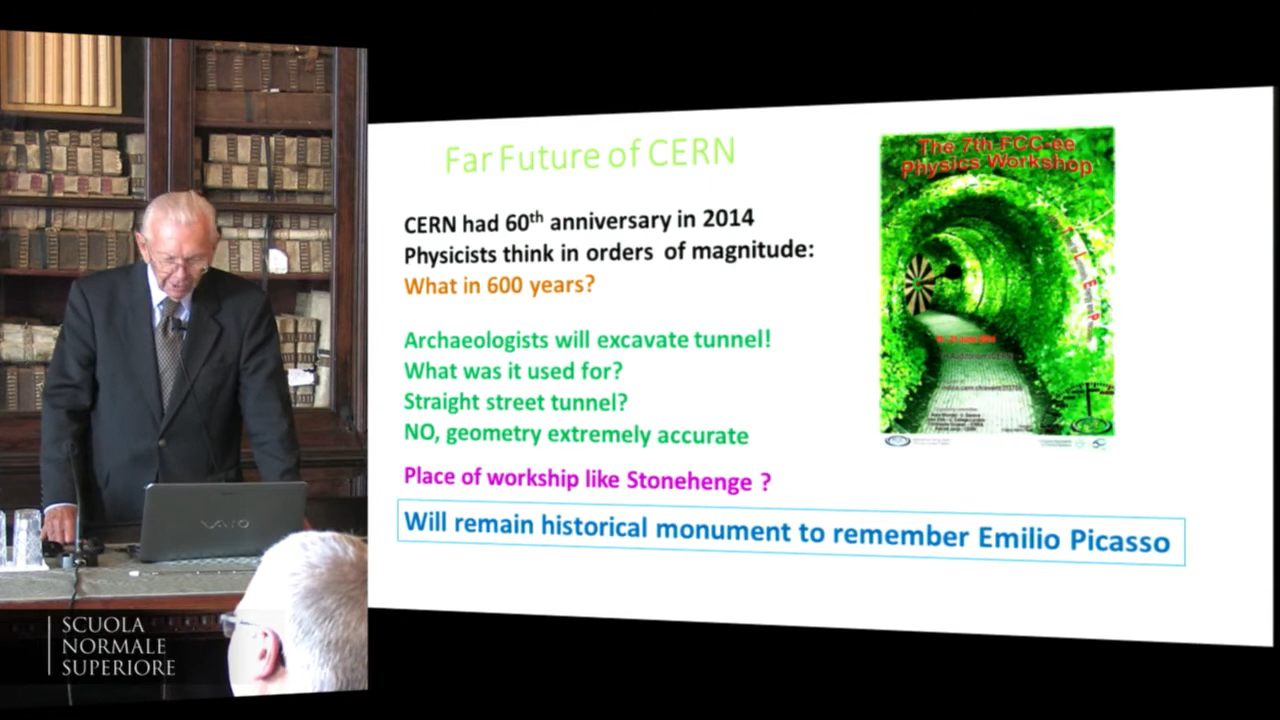 Far Future of CERN
CERN had 60th anniversary in 2014
Physicists think in orders of magnitude:
What in 600 years?
Archaeologists will excavate tunnel!
What was it used for?
Straight street tunnel?
NO, geometry extremely accurate
Place of workship like Stonehenge ?
Will remain historical monument to remember Emilio Picasso
The 7th FCC-ee
Physics Workshop
VAIO
SCUOLA
NORMALE
SUPERIORE